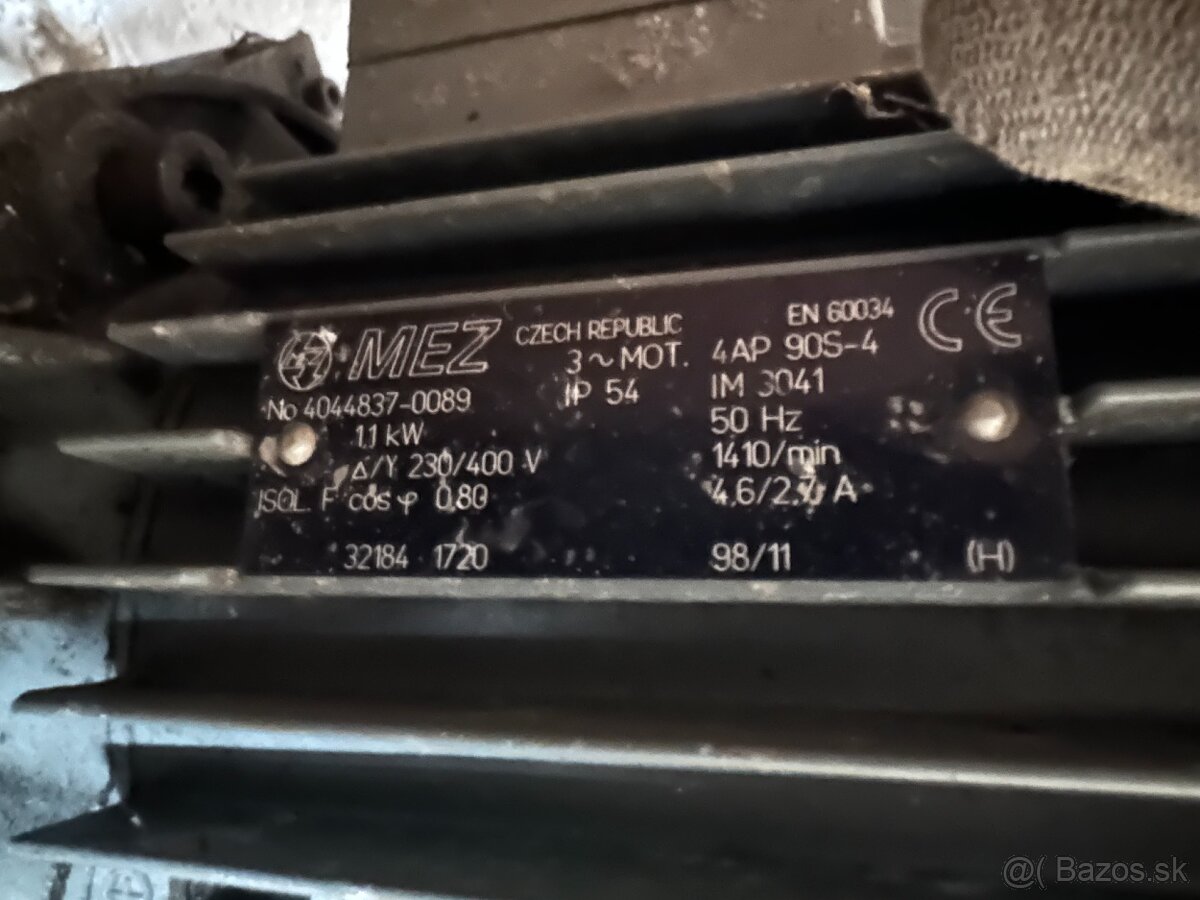 MEZ CZECH REPUBLIC EN 60034 CE
3~MOT. 4AP 90S-4
No 4044837-0089 IP 54 IM 3041
1.1 kW 50 Hz
Δ/Y 230/400 V 1410/min
ISOL F cos φ 0.80 A
32184 1720 98/11 (H)
@( Bazos.sk